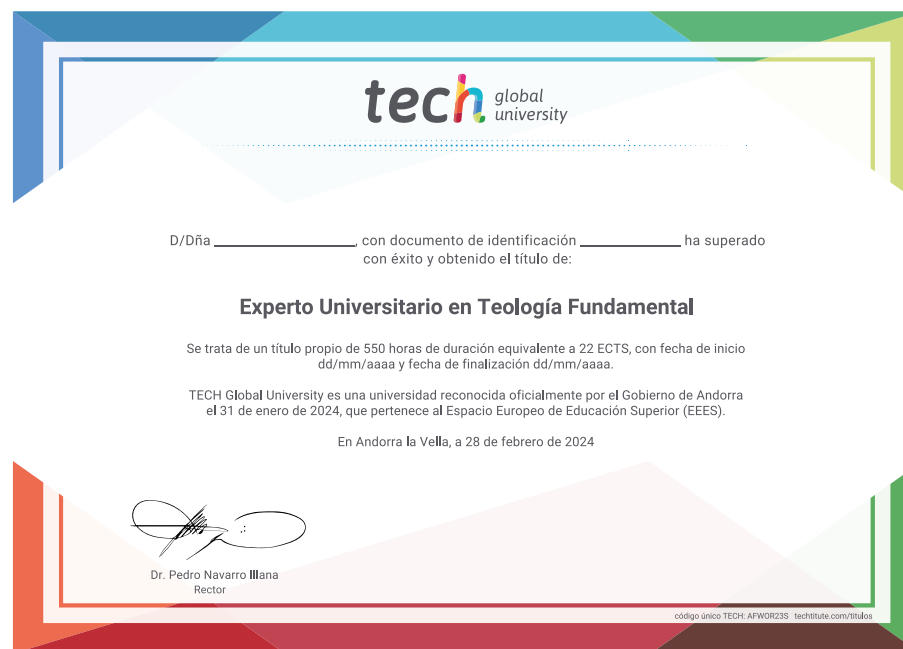 tech global university
D/Dña ____________________, con documento de identificación ______________ ha superado
con éxito y obtenido el título de:
Experto Universitario en Teología Fundamental
Se trata de un título propio de 550 horas de duración equivalente a 22 ECTS, con fecha de inicio
dd/mm/aaaa y fecha de finalización dd/mm/aaaa.
TECH Global University es una universidad reconocida oficialmente por el Gobierno de Andorra
el 31 de enero de 2024, que pertenece al Espacio Europeo de Educación Superior (EEES).
En Andorra la Vella, a 28 de febrero de 2024
Dr. Pedro Navarro Illana
Rector
código único TECH: AFWOR23S techtitute.com/titulos